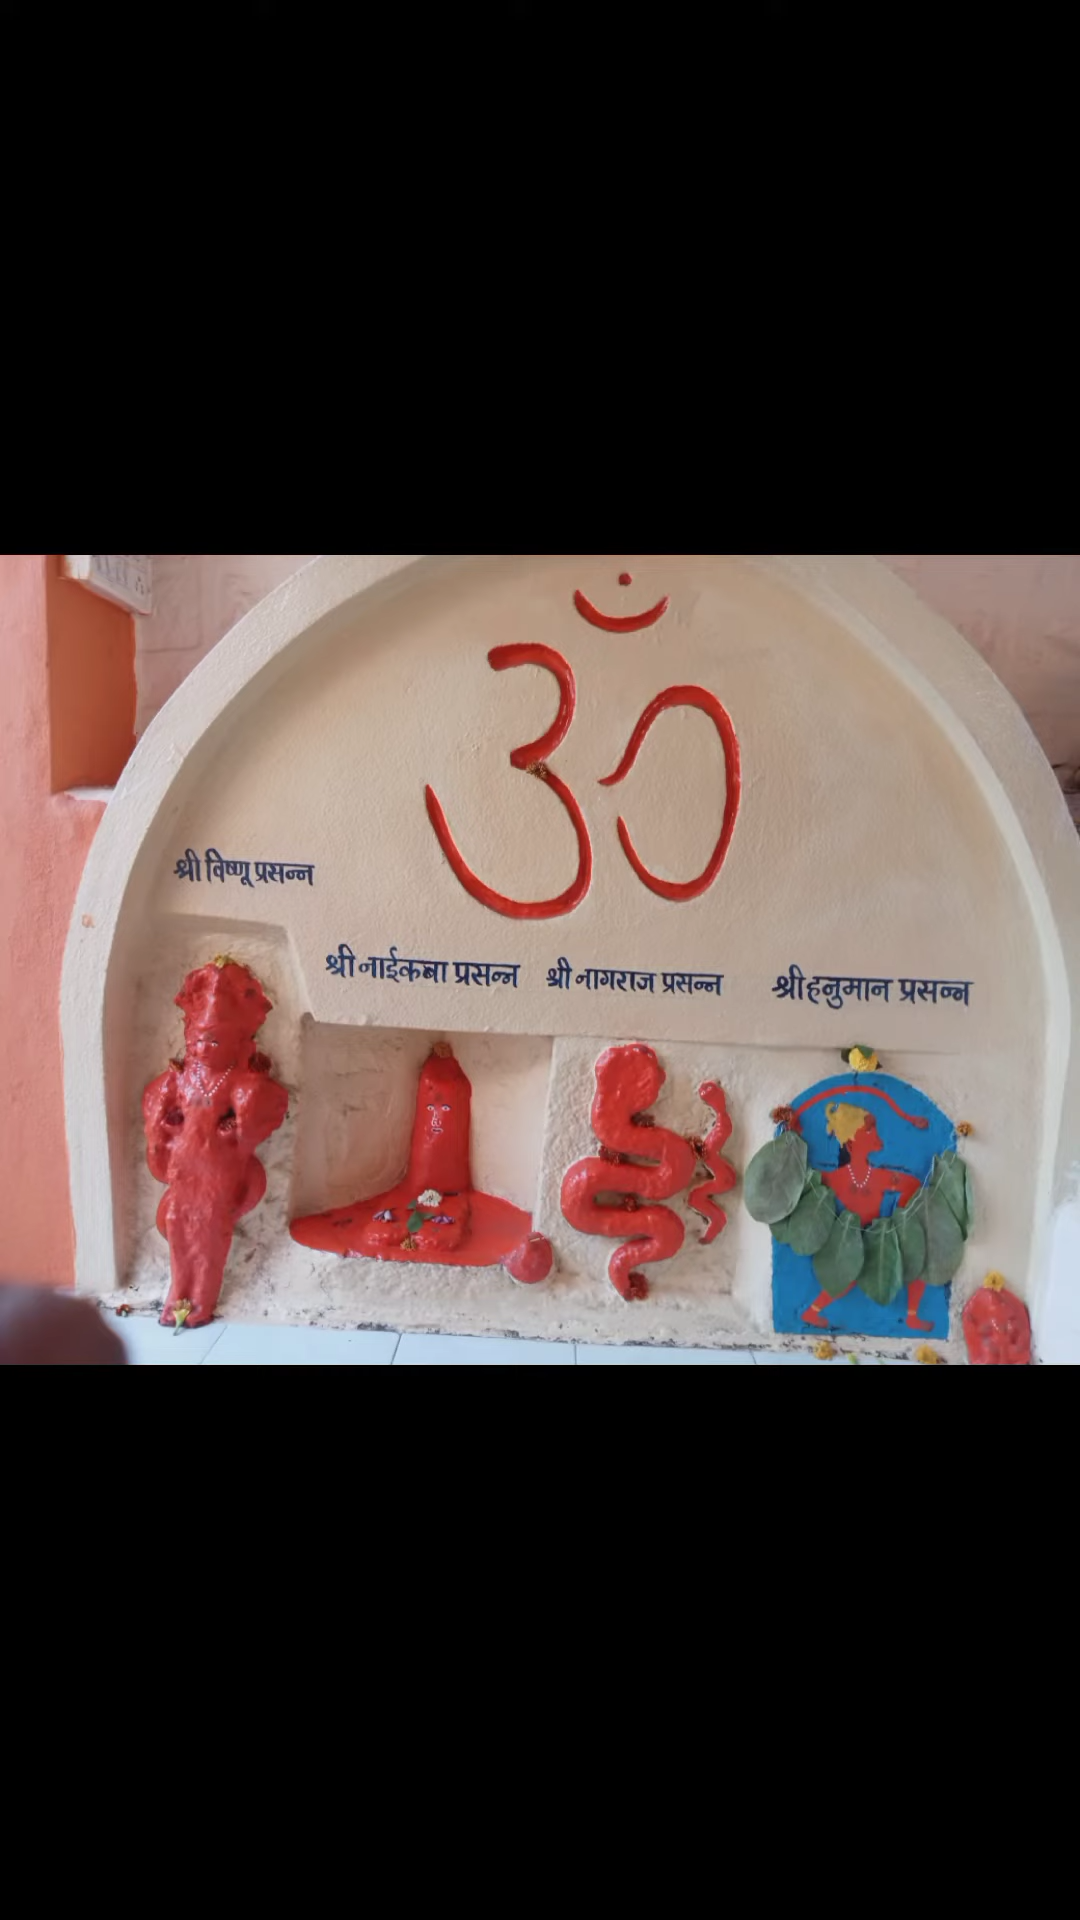 ॐ
श्री विष्णू प्रसन्न
श्री नाईकबा प्रसन्न
श्री नागराज प्रसन्न
श्री हनुमान प्रसन्न